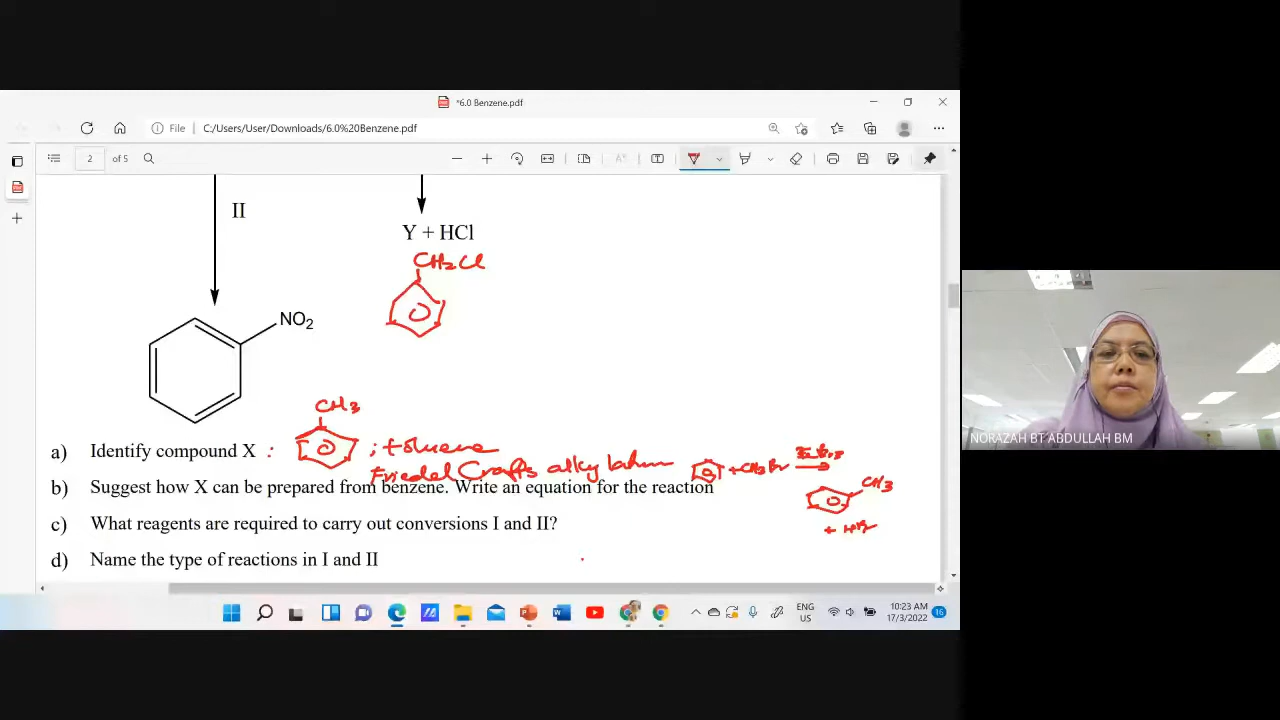 *6.0 Benzene.pdf
File C:/Users/User/Downloads/6.0%20Benzene.pdf
2 of 5
II
Y + HCl
CH2Cl
NO2
CH3
a) Identify compound X : ; toluene
Friedel Crafts alkylation + CH3Br
b) Suggest how X can be prepared from benzene. Write an equation for the reaction
CH3
+ HBr
c) What reagents are required to carry out conversions I and II?
d) Name the type of reactions in I and II
NORAZAH BT ABDULLAH BM
ENG
US
10:23 AM
17/3/2022
16